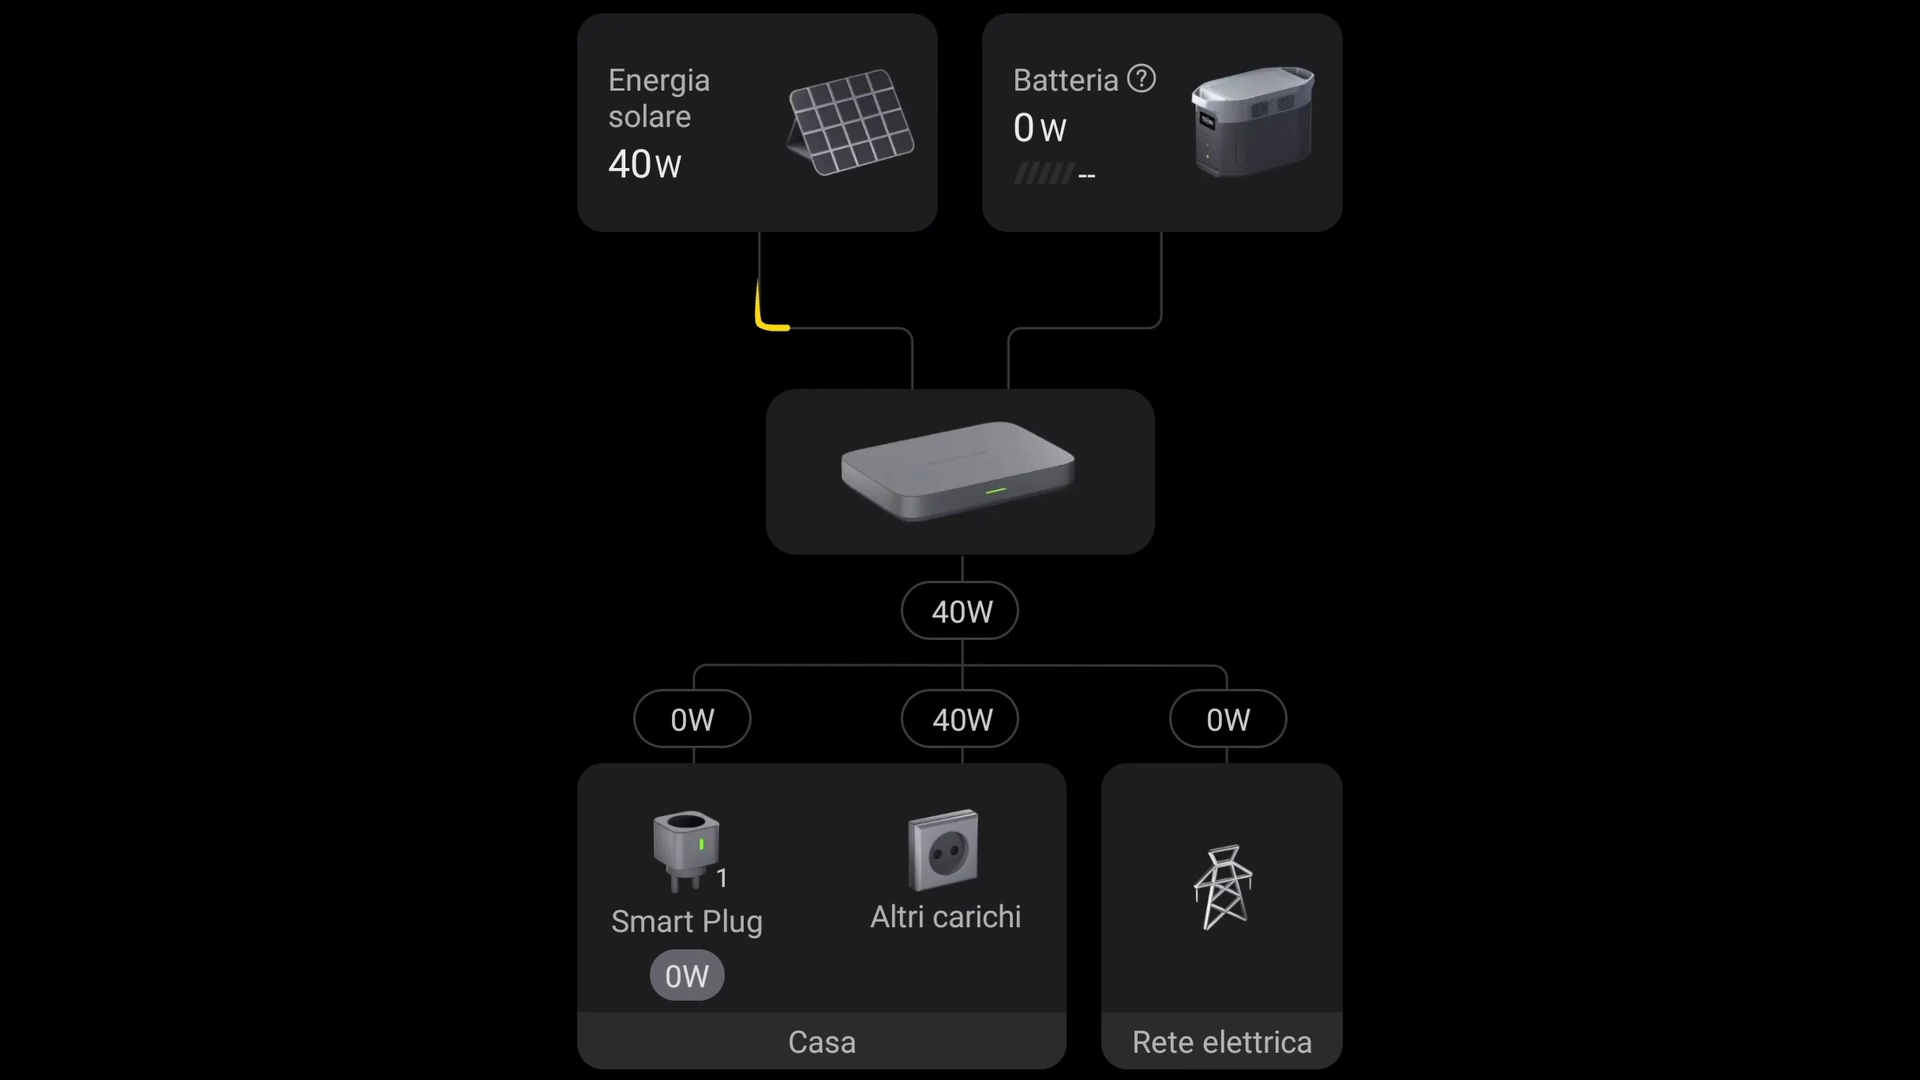 Energia
solare
40W
Batteria ?
0W
--
40W
0W
40W
0W
1
Smart Plug
0W
Altri carichi
Casa
Rete elettrica